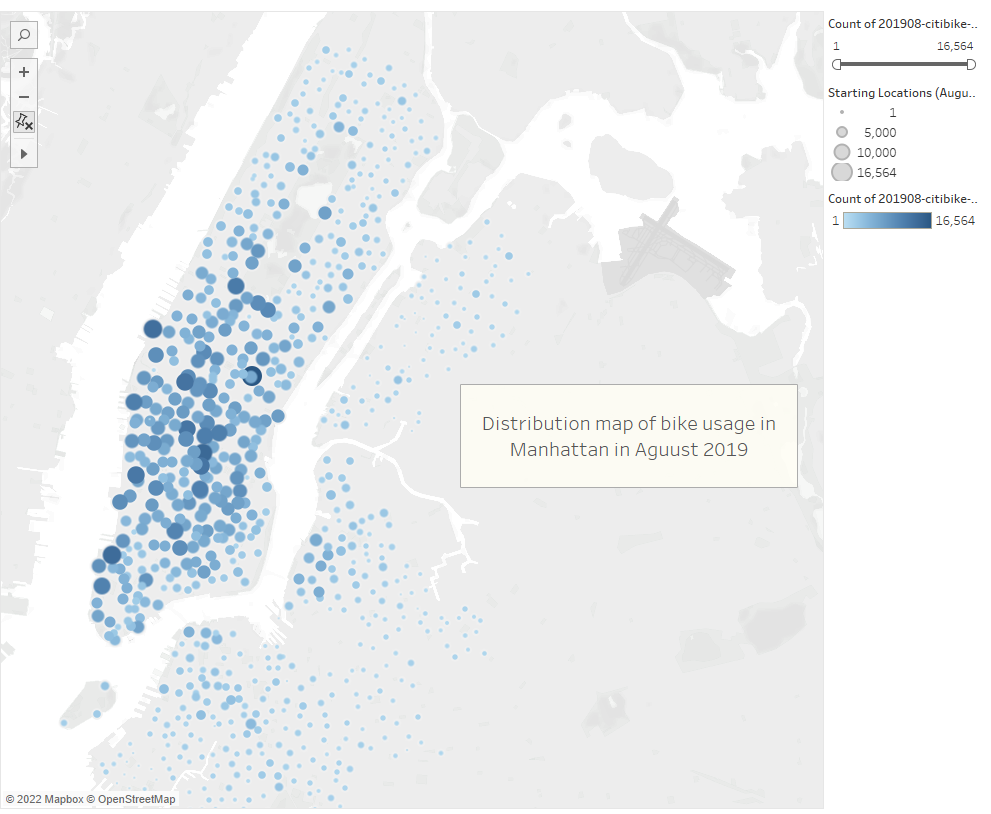 Count of 201908-citibike-..
1 16,564
Starting Locations (Augu..
1
5,000
10,000
16,564
Count of 201908-citibike-..
1 16,564
Distribution map of bike usage in
Manhattan in Aguust 2019
© 2022 Mapbox © OpenStreetMap